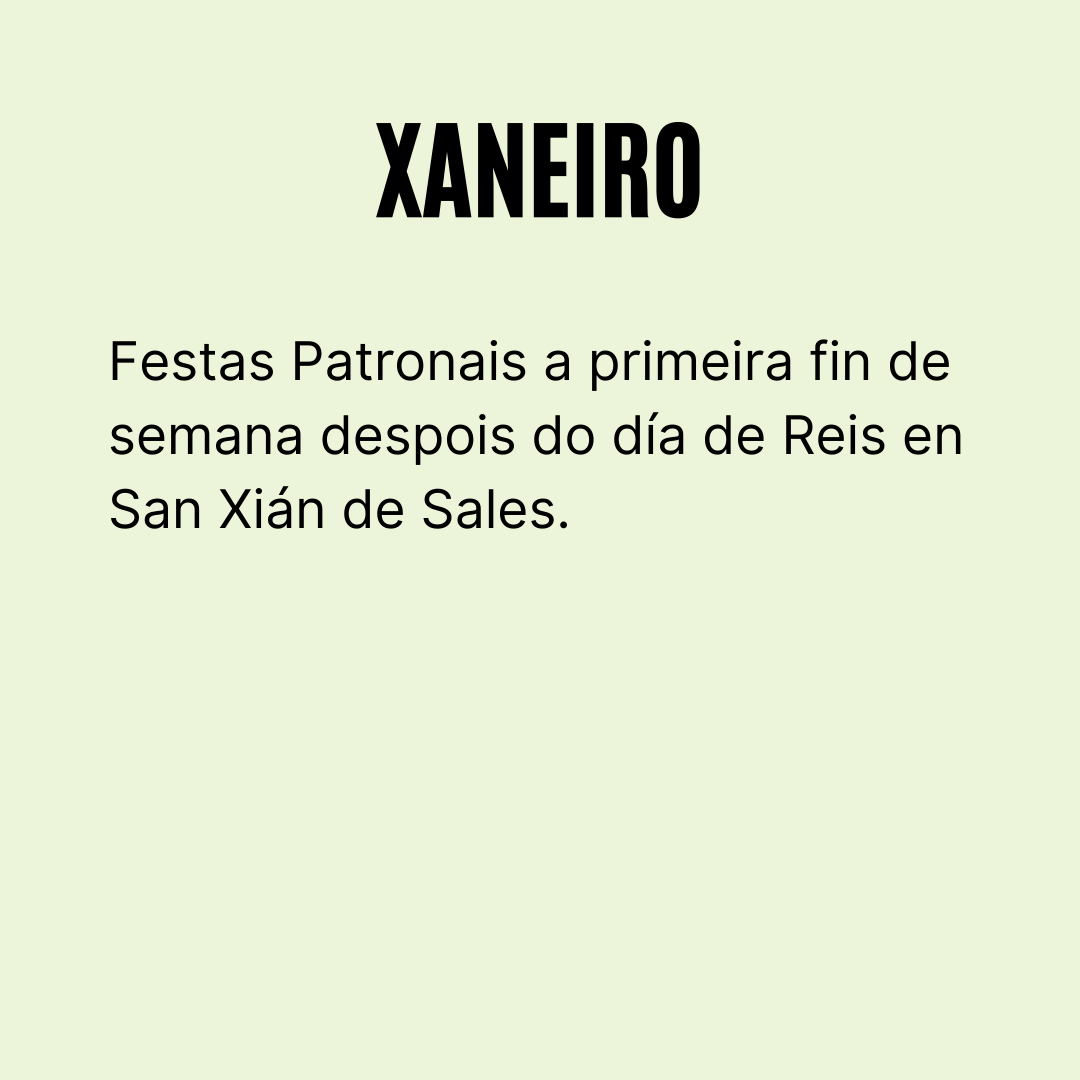 XANEIRO
Festas Patronais a primeira fin de
semana despois do día de Reis en
San Xián de Sales.